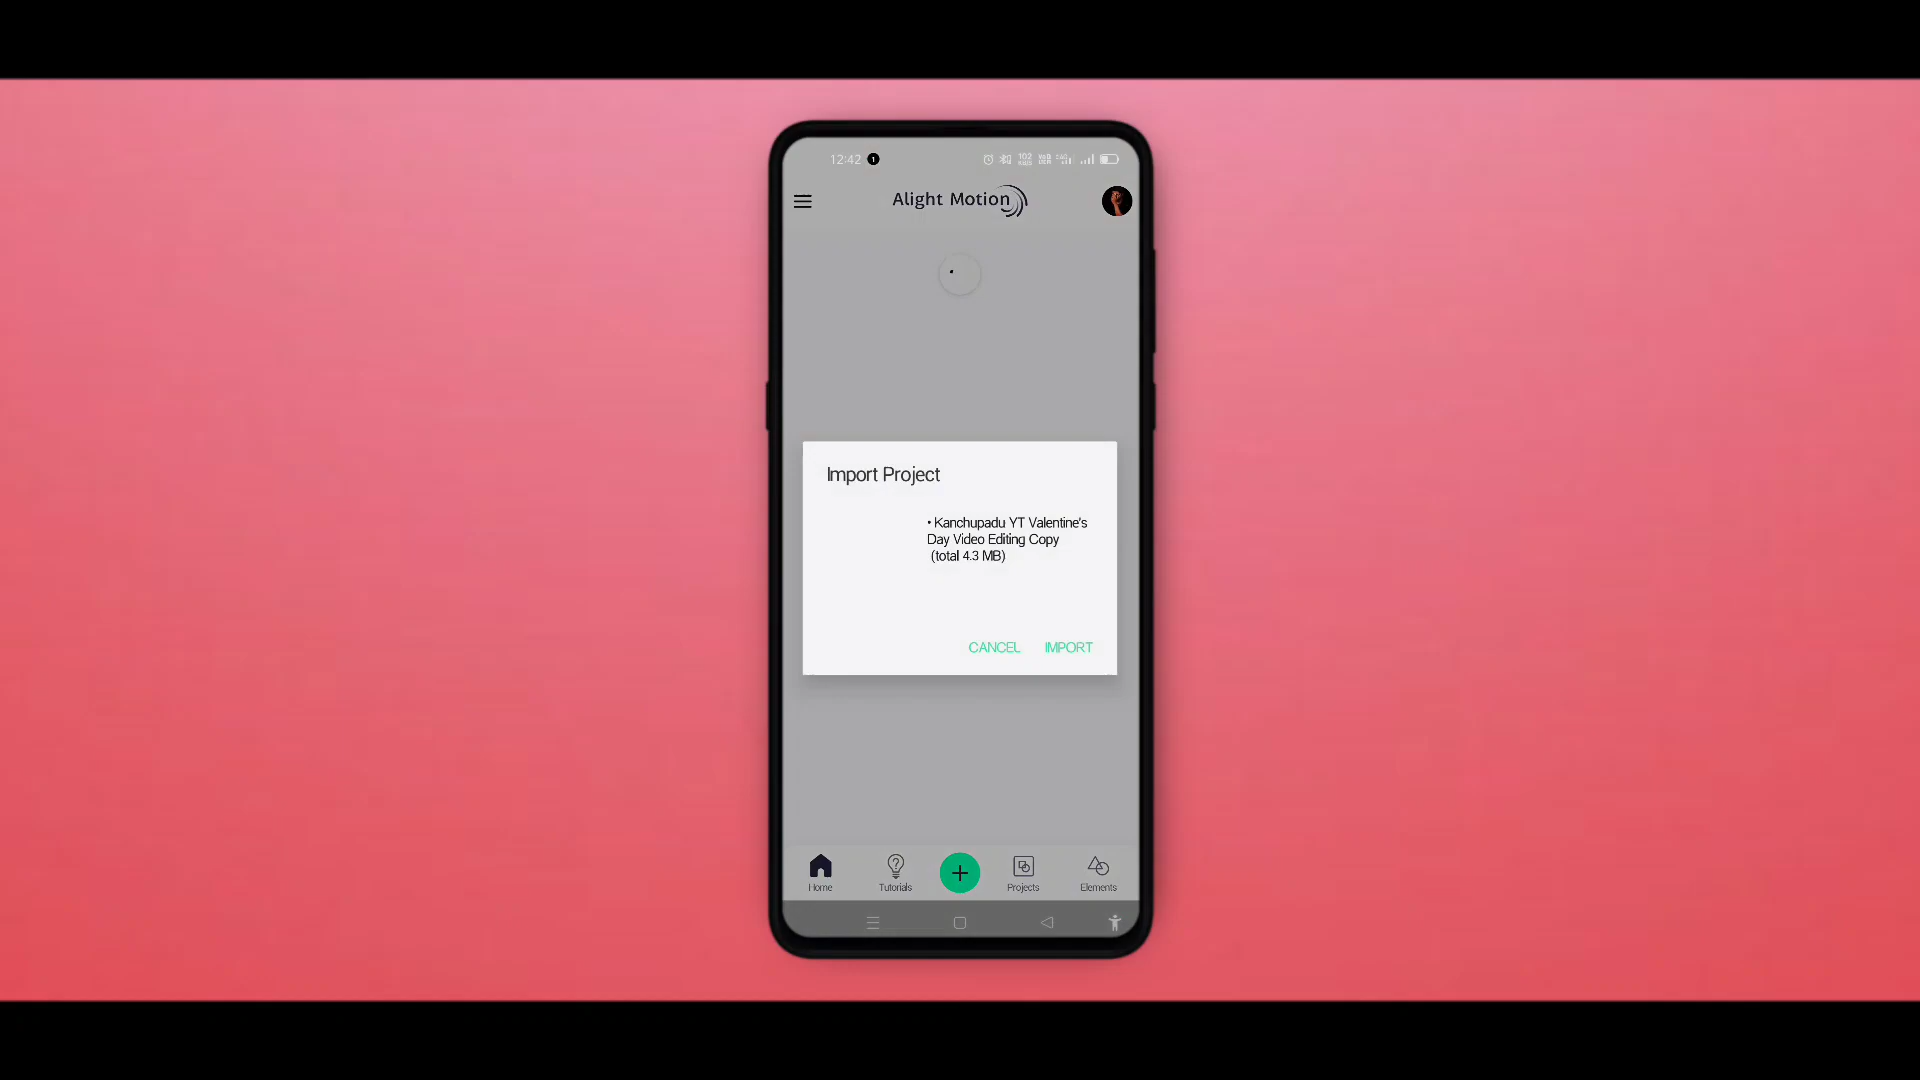 12:42
Alight Motion
Import Project
• Kanchupadu YT Valentine's
Day Video Editing Copy
(total 4.3 MB)
CANCEL IMPORT
Home Tutorials Projects Elements